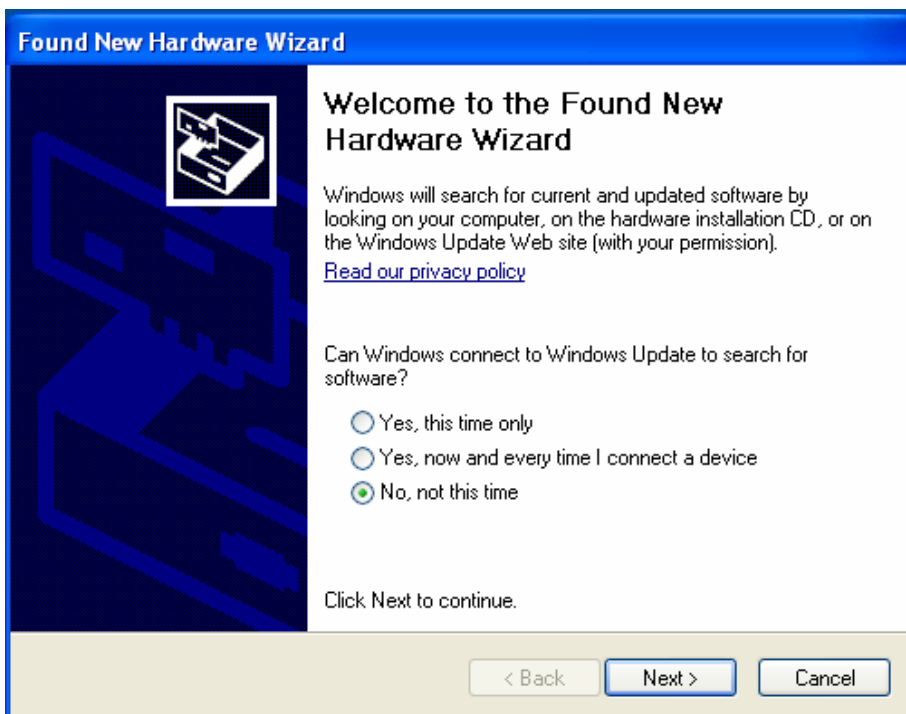 Found New Hardware Wizard
Welcome to the Found New
Hardware Wizard
Windows will search for current and updated software by
looking on your computer, on the hardware installation CD, or on
the Windows Update Web site (with your permission).
Read our privacy policy
Can Windows connect to Windows Update to search for
software?
Yes, this time only
Yes, now and every time I connect a device
No, not this time
Click Next to continue.
< Back Next > Cancel